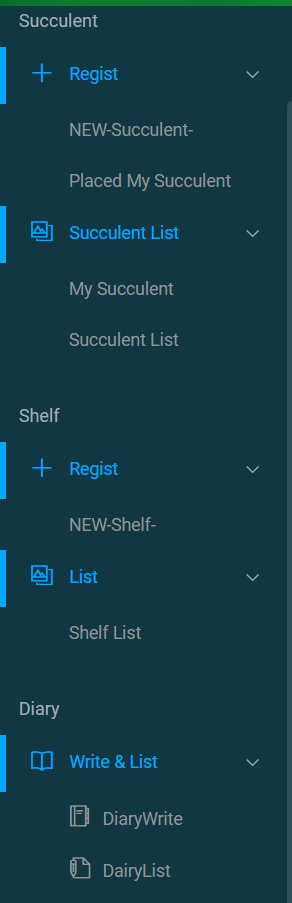 Succulent
Regist
NEW-Succulent-
Placed My Succulent
Succulent List
My Succulent
Succulent List
Shelf
Regist
NEW-Shelf-
List
Shelf List
Diary
Write & List
DiaryWrite
DairyList